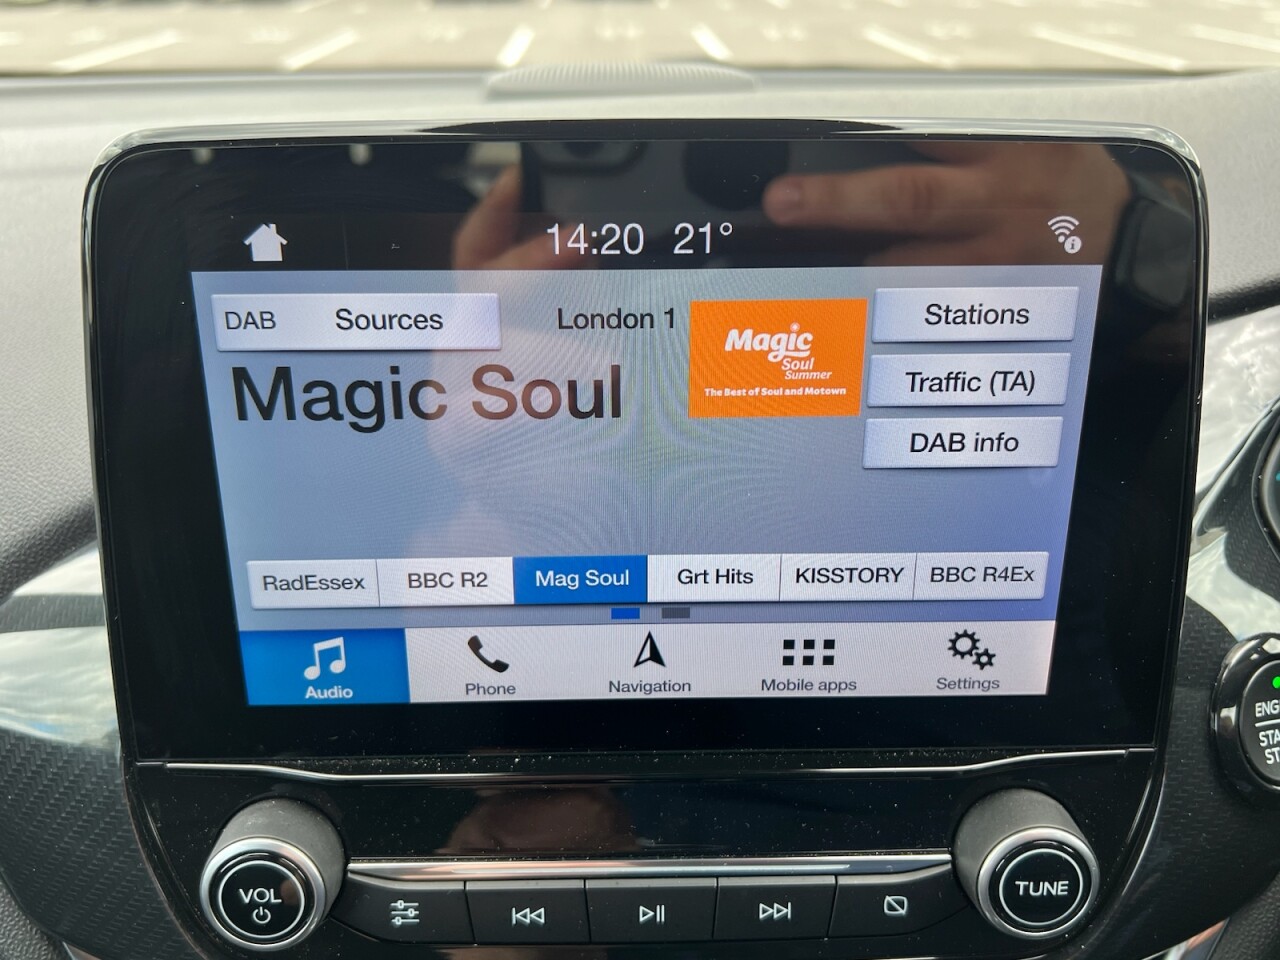 14:20 21°
DAB Sources
London 1
Magic
Soul
Summer
The Best of Soul and Motown
Stations
Magic Soul
Traffic (TA)
DAB info
RadEssex
BBC R2
Mag Soul
Grt Hits
KISSTORY
BBC R4Ex
Audio
Phone
Navigation
Mobile apps
Settings
VOL
TUNE